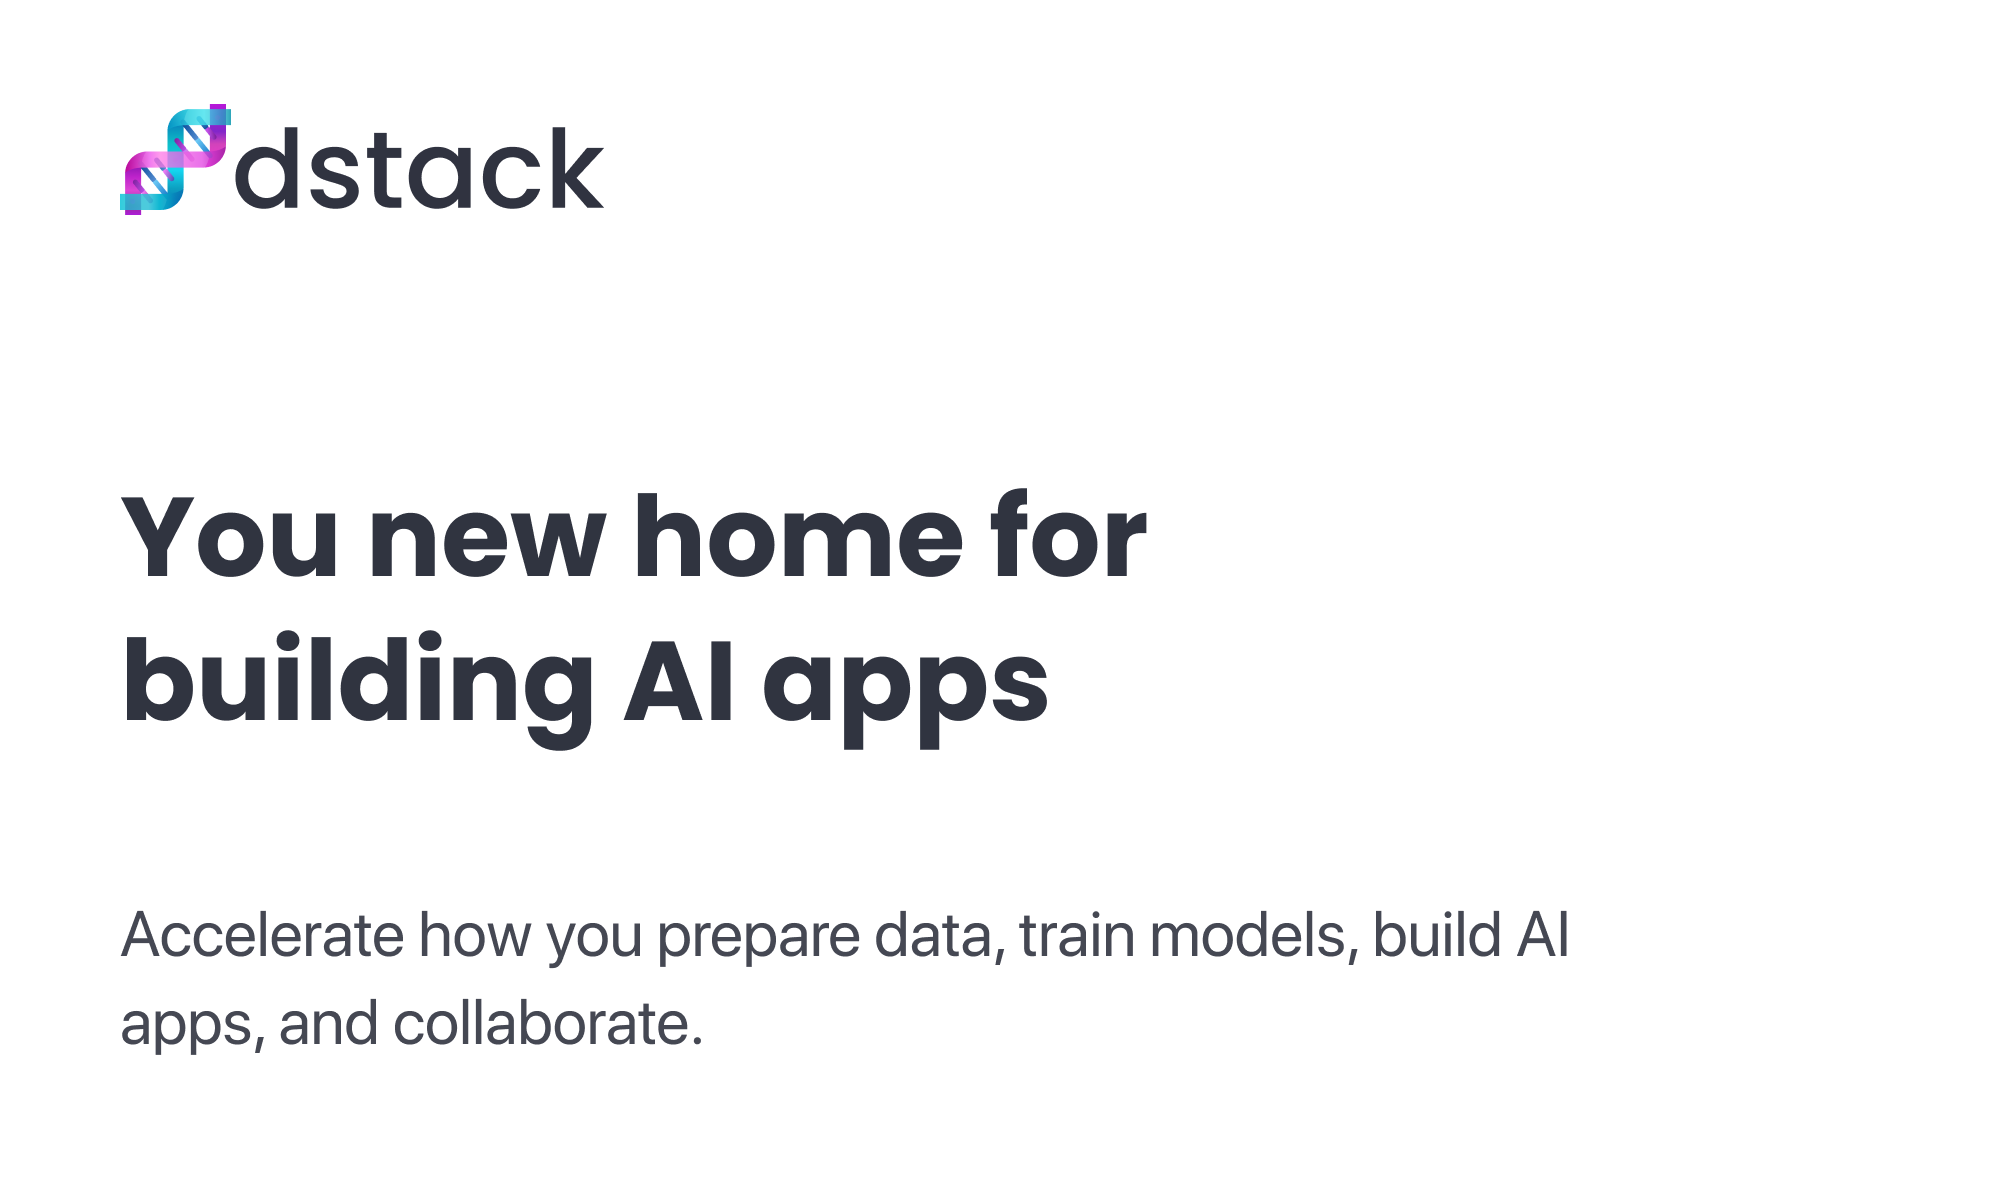 dstack
You new home for
building AI apps
Accelerate how you prepare data, train models, build AI
apps, and collaborate.